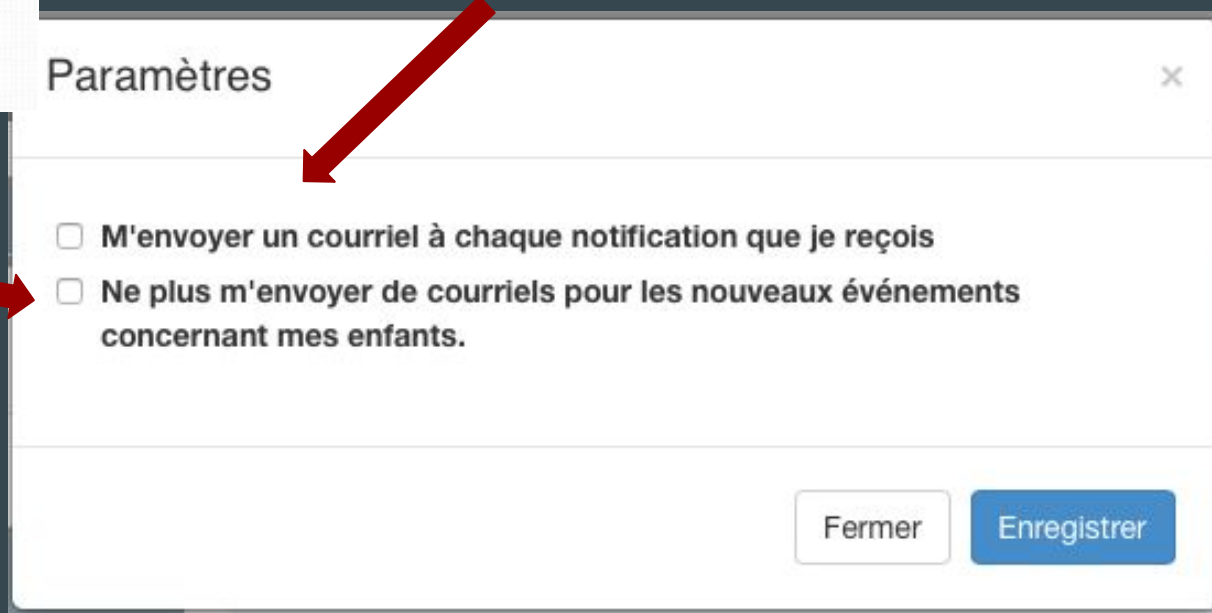 Paramètres ×
M'envoyer un courriel à chaque notification que je reçois
Ne plus m'envoyer de courriels pour les nouveaux événements
concernant mes enfants.
Fermer Enregistrer